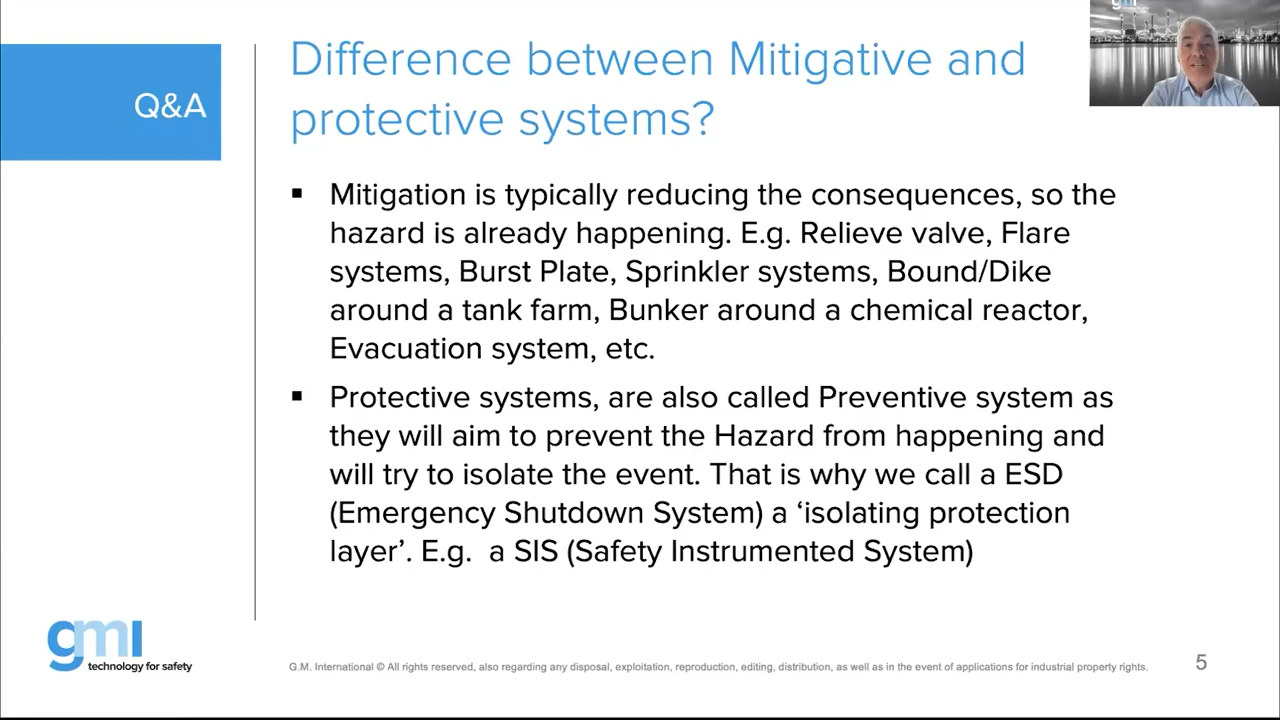 gmi
Q&A
Difference between Mitigative and
protective systems?
▪ Mitigation is typically reducing the consequences, so the
hazard is already happening. E.g. Relieve valve, Flare
systems, Burst Plate, Sprinkler systems, Bound/Dike
around a tank farm, Bunker around a chemical reactor,
Evacuation system, etc.
▪ Protective systems, are also called Preventive system as
they will aim to prevent the Hazard from happening and
will try to isolate the event. That is why we call a ESD
(Emergency Shutdown System) a ‘isolating protection
layer’. E.g.  a SIS (Safety Instrumented System)
gmi
technology for safety
G.M. International © All rights reserved, also regarding any disposal, exploitation, reproduction, editing, distribution, as well as in the event of applications for industrial property rights.
5